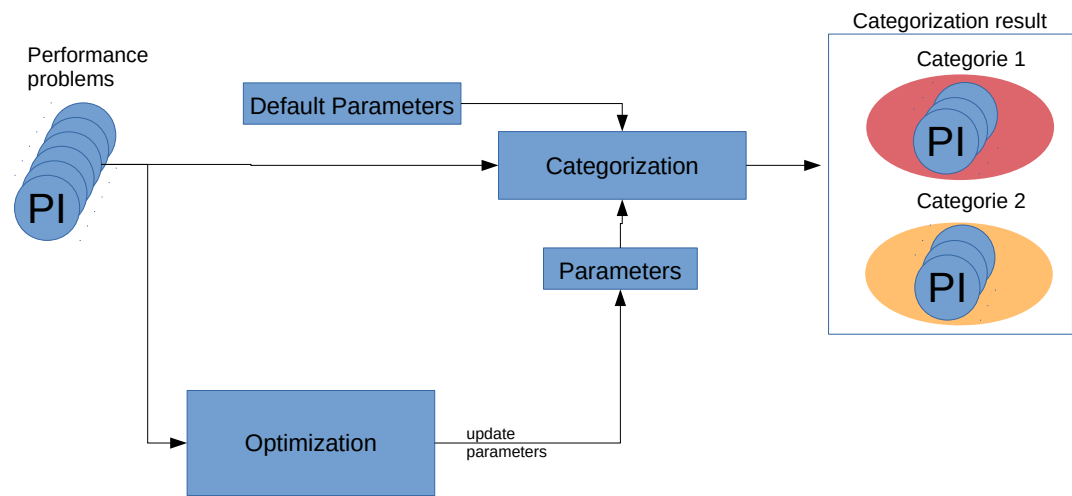 Categorization result
Performance
problems
Categorie 1
Default Parameters
PI
Categorization
PI
Categorie 2
Parameters
PI
Optimization
update
parameters